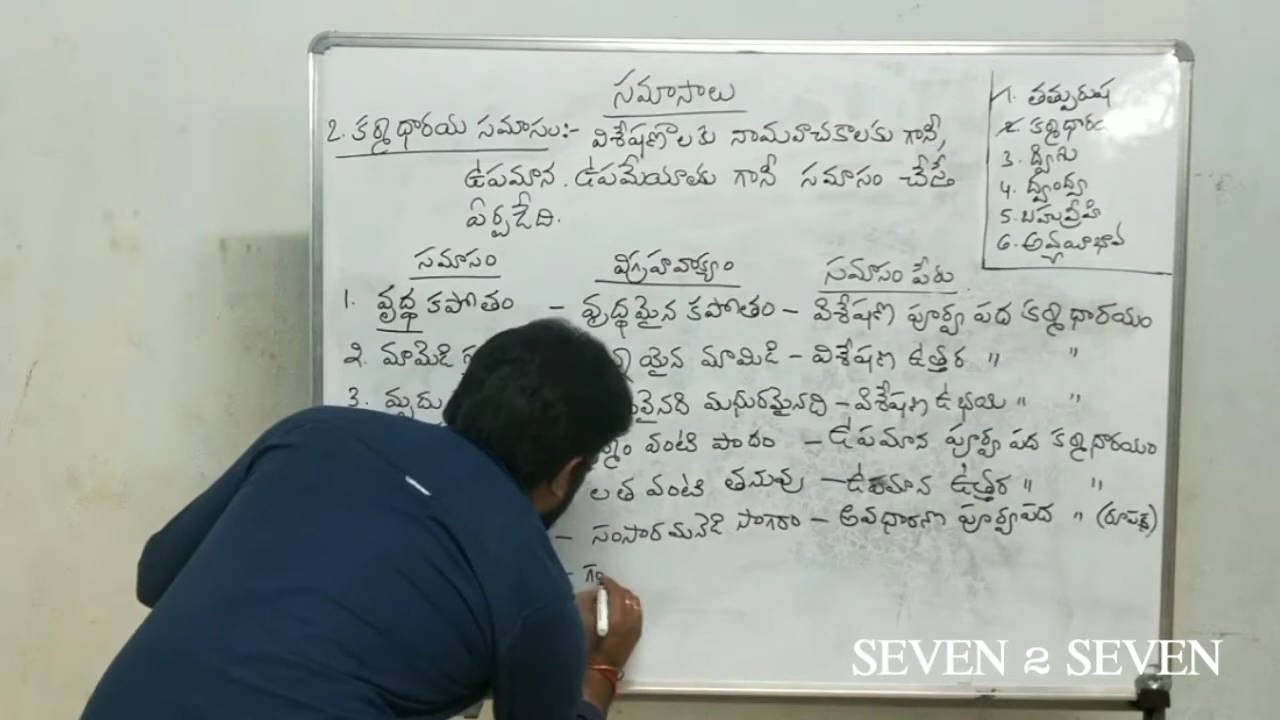 సమాసాలు
1. తత్పురుష
2. కర్మధారయ
3. ద్విగు
4. ద్వంద్వ
5. బహువ్రీహి
6. అవ్యయీభావ
2. కర్మధారయ సమాసం:- విశేషణాలకు నామవాచకాలకు గానీ,
ఉపమాన. ఉపమేయాలకు గానీ సమాసం చేస్తే
ఏర్పడేది.
సమాసం విగ్రహవాక్యం సమాసం పేరు
1. వృద్ధ కపోతం - వృద్ధమైన కపోతం - విశేషణ పూర్వ పద కర్మధారయం
2. మామిడి మామిడి - విశేషణ ఉత్తర " "
3. మృదు మధురమైనది - విశేషణ ఉభయ " "
వంటి పాదం - ఉపమాన పూర్వ పద కర్మధారయం
లత వంటి తనువు - ఉపమాన ఉత్తర " "
- సంసారమనెడి సాగరం - అవధారణా పూర్వపద " (రూపక)
SEVEN 2 SEVEN